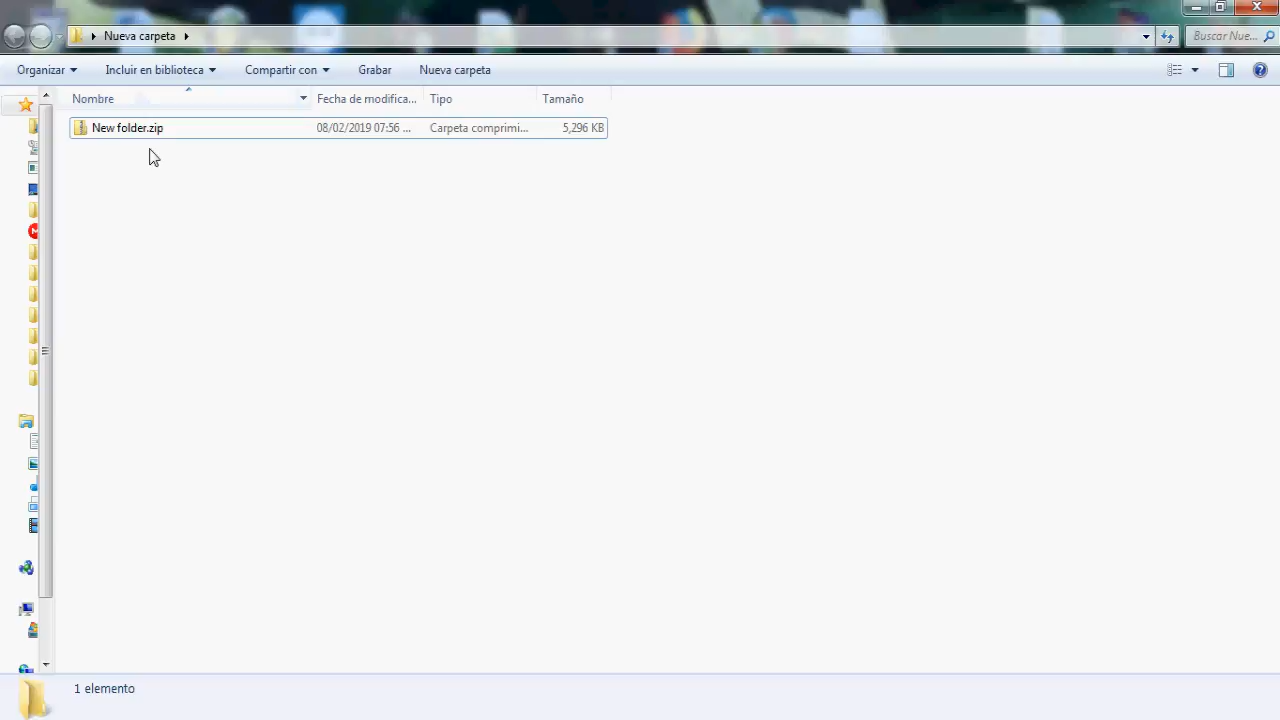 Nueva carpeta
Buscar Nue...
Organizar Incluir en biblioteca Compartir con Grabar Nueva carpeta
Nombre Fecha de modifica... Tipo Tamaño
New folder.zip 08/02/2019 07:56 ... Carpeta comprimi... 5,296 KB
1 elemento